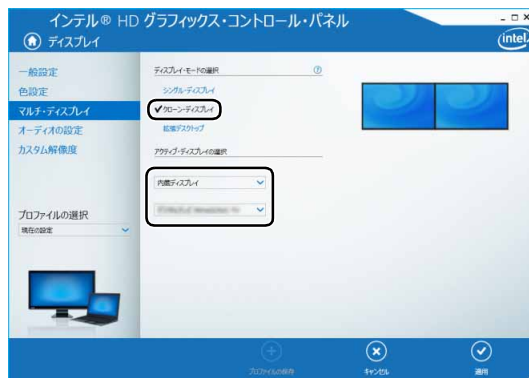 インテル® HD グラフィックス・コントロール・パネル
ディスプレイ
intel
一般設定
色設定
マルチ・ディスプレイ
オーディオの設定
カスタム解像度
プロファイルの選択
現在の設定
ディスプレイ・モードの選択
シングル・ディスプレイ
クローン・ディスプレイ
拡張デスクトップ
アクティブ・ディスプレイの選択
内蔵ディスプレイ
プロファイルの保存
キャンセル
適用